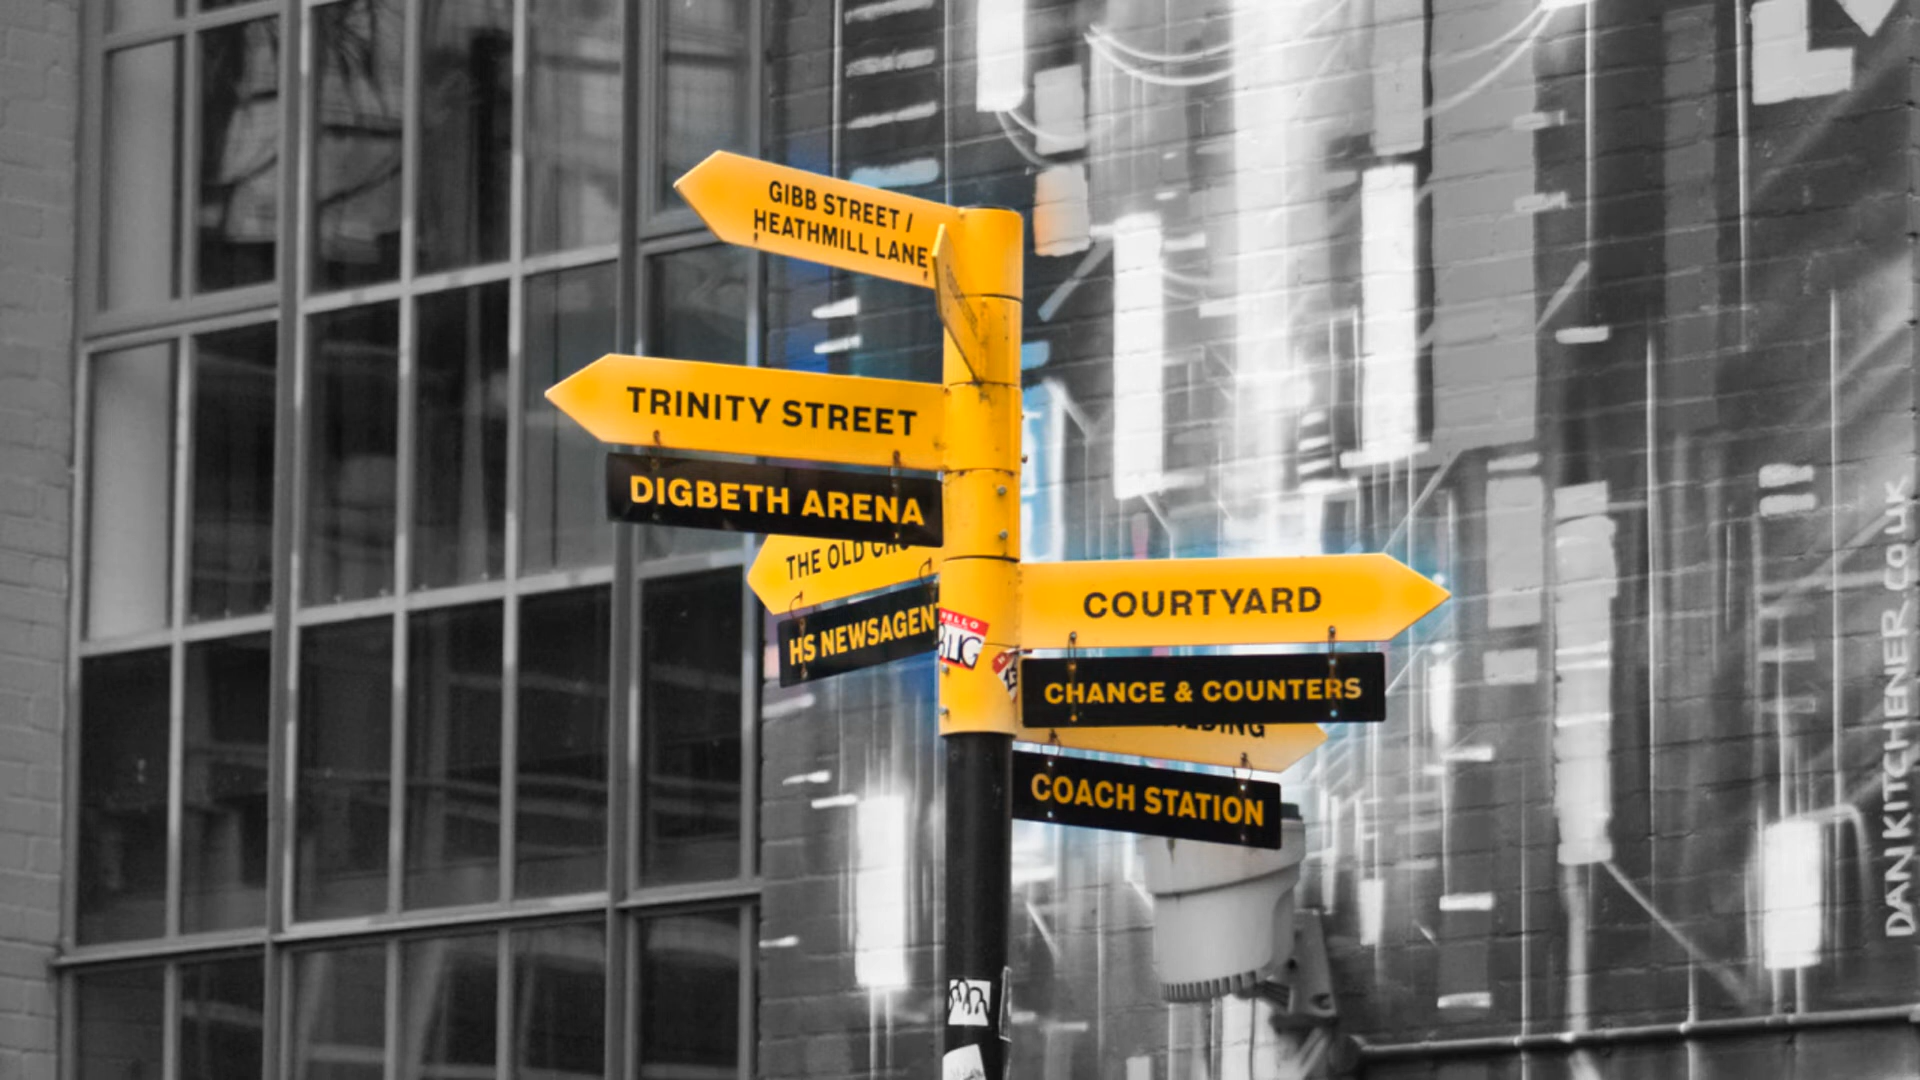 GIBB STREET /
HEATHMILL LANE
TRINITY STREET
DIGBETH ARENA
THE OLD
HS NEWSAGENT
COURTYARD
CHANCE & COUNTERS
COACH STATION
HELLO
DANKITCHENER.CO.UK